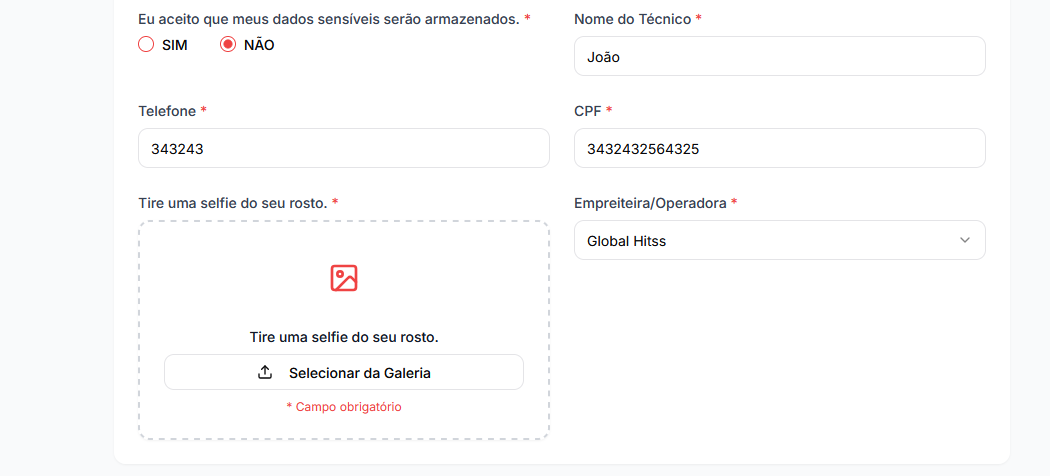 Eu aceito que meus dados sensíveis serão armazenados. *
SIM NÃO
Nome do Técnico *
João
Telefone *
343243
CPF *
3432432564325
Tire uma selfie do seu rosto. *
Tire uma selfie do seu rosto.
Selecionar da Galeria
* Campo obrigatório
Empreiteira/Operadora *
Global Hitss